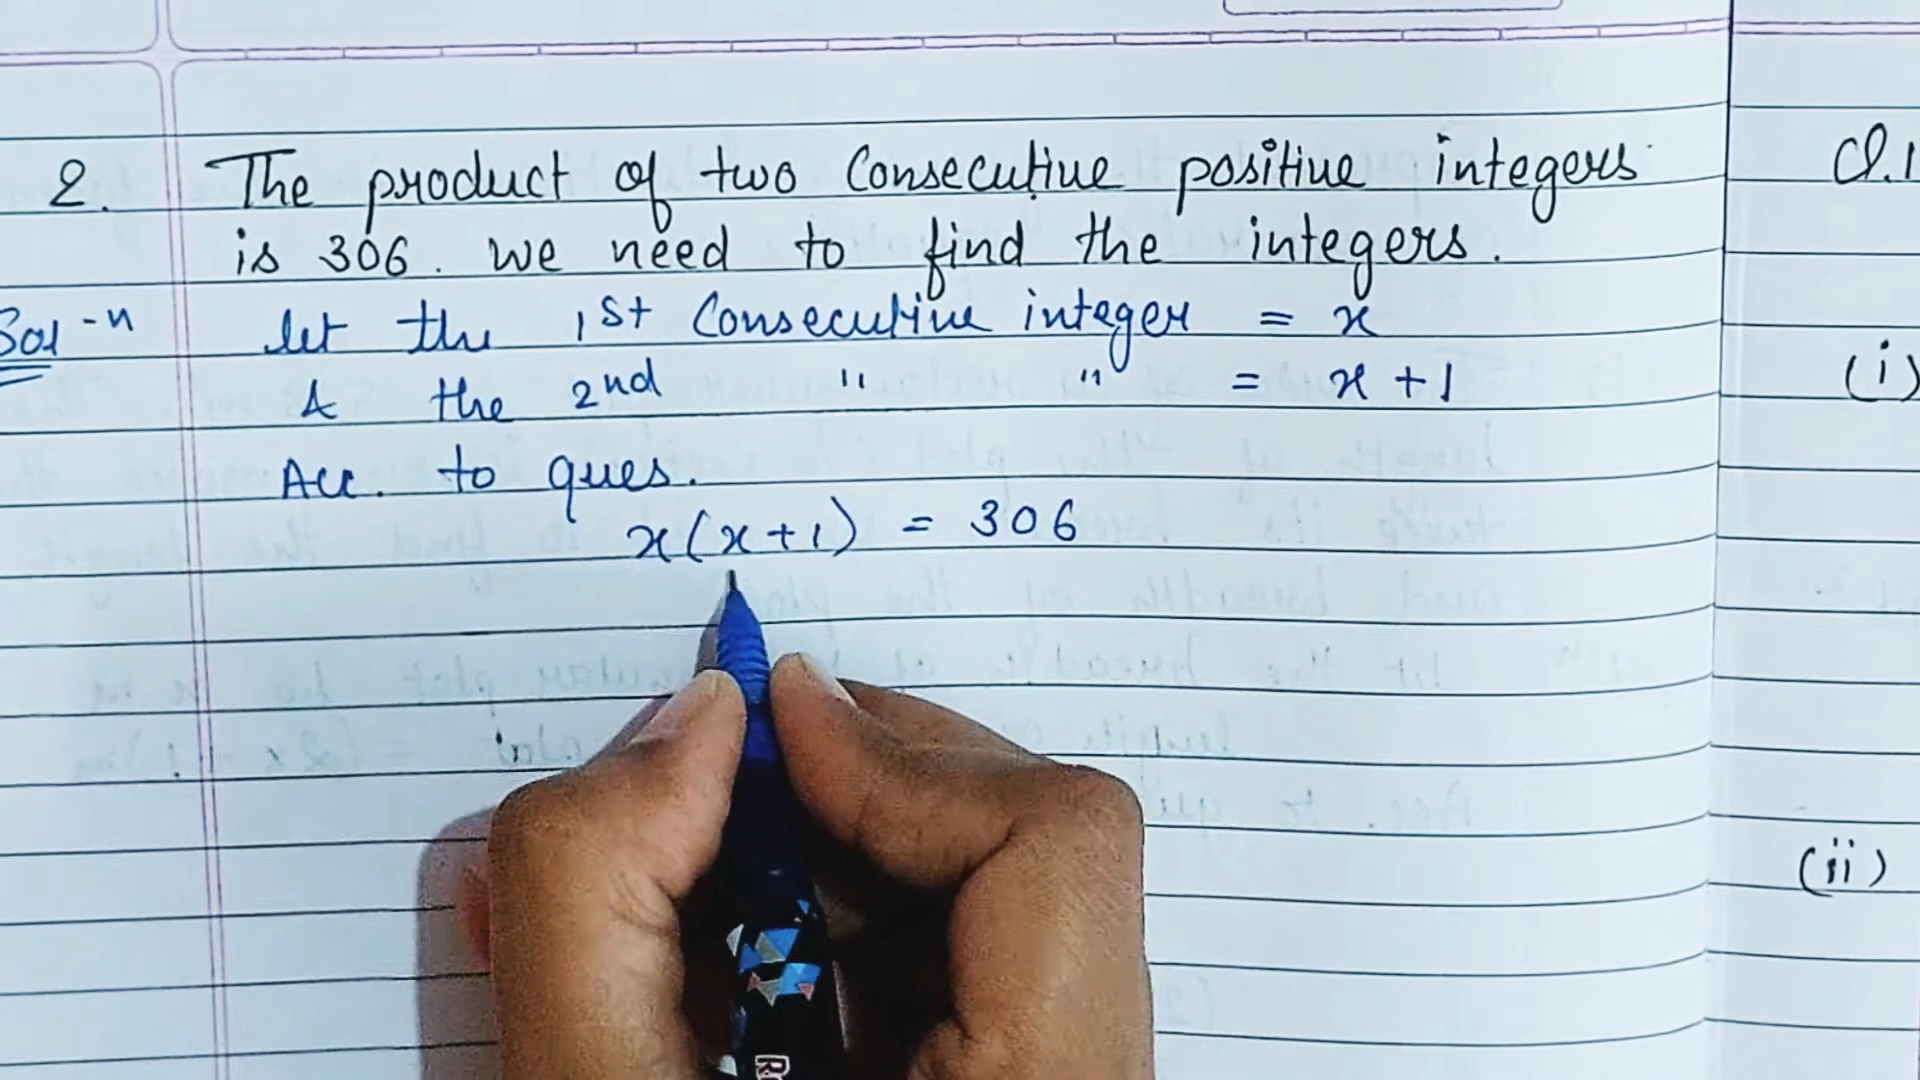 2. The product of two Consecutive positive integers
is 306. we need to find the integers.
Sol-n let the 1st Consecutive integer = x
& the 2nd " " = x + 1
Acc. to ques.
x(x+1) = 306
Q.1
(i)
(ii)